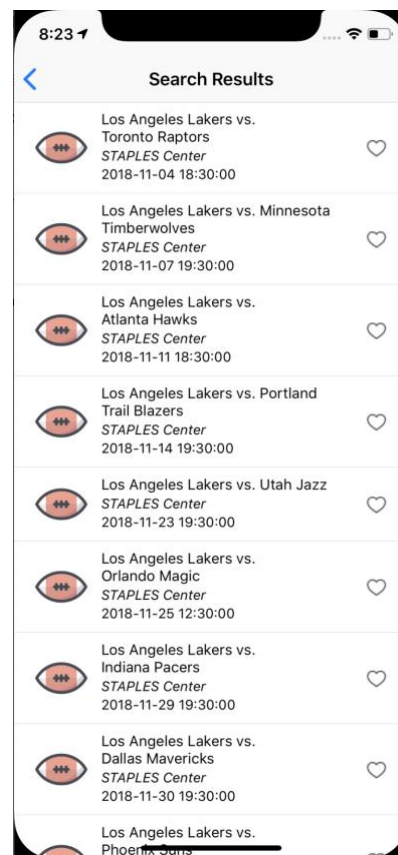 8:23
Search Results
Los Angeles Lakers vs.
Toronto Raptors
STAPLES Center
2018-11-04 18:30:00
Los Angeles Lakers vs. Minnesota
Timberwolves
STAPLES Center
2018-11-07 19:30:00
Los Angeles Lakers vs.
Atlanta Hawks
STAPLES Center
2018-11-11 18:30:00
Los Angeles Lakers vs. Portland
Trail Blazers
STAPLES Center
2018-11-14 19:30:00
Los Angeles Lakers vs. Utah Jazz
STAPLES Center
2018-11-23 19:30:00
Los Angeles Lakers vs.
Orlando Magic
STAPLES Center
2018-11-25 12:30:00
Los Angeles Lakers vs.
Indiana Pacers
STAPLES Center
2018-11-29 19:30:00
Los Angeles Lakers vs.
Dallas Mavericks
STAPLES Center
2018-11-30 19:30:00
Los Angeles Lakers vs.
Phoenix Suns